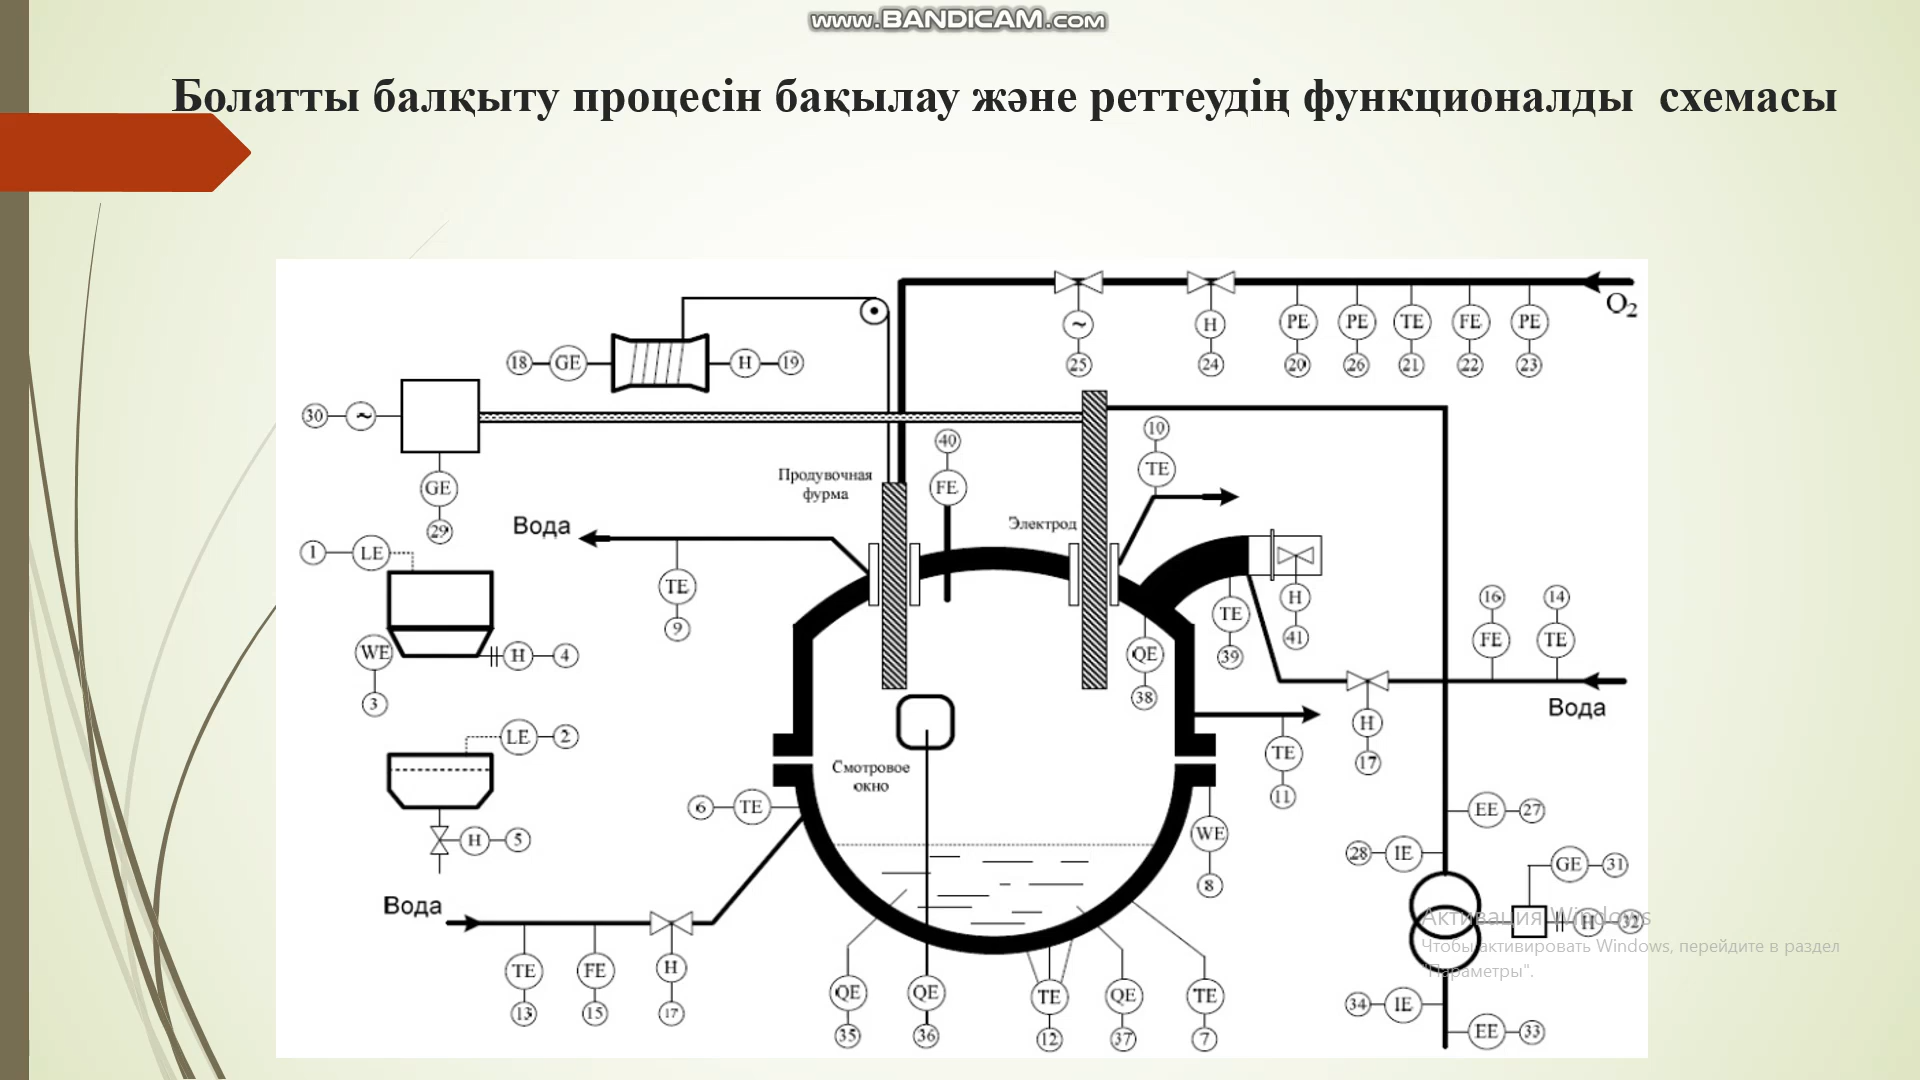 www.BANDICAM.com
Болатты балқыту процесін бақылау және реттеудің функционалды  схемасы
O2
18 GE H 19
~ H PE PE TE FE PE
25 24 20 26 21 22 23
30 ~
GE
29
40
FE
10
TE
Продувочная
фурма
Электрод
Вода
1 LE
TE
9
WE
3
H 4
TE
39
H
41
QE
38
16 14
FE TE
Вода
H
17
LE 2
Смотровое
окно
TE
11
H 5
6 TE
WE
8
EE 27
28 IE
GE 31
H 32
Вода
TE FE H
13 15 17
QE QE TE QE TE
35 36 12 37 7
34 IE
EE 33
Активация Windows
Чтобы активировать Windows, перейдите в раздел
"Параметры".